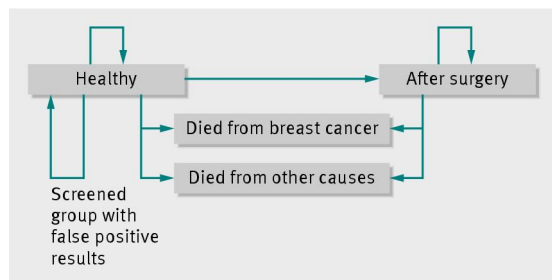 Healthy
After surgery
Died from breast cancer
Died from other causes
Screened
group with
false positive
results